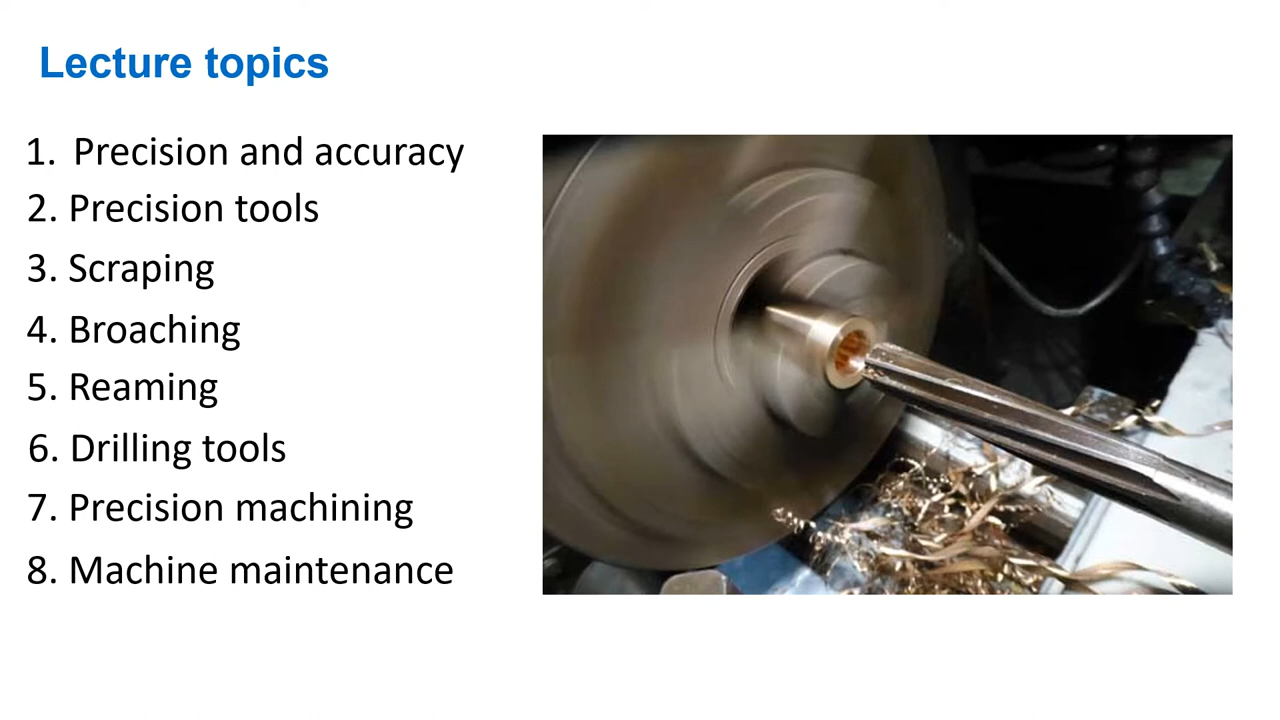 Lecture topics
1. Precision and accuracy
2. Precision tools
3. Scraping
4. Broaching
5. Reaming
6. Drilling tools
7. Precision machining
8. Machine maintenance